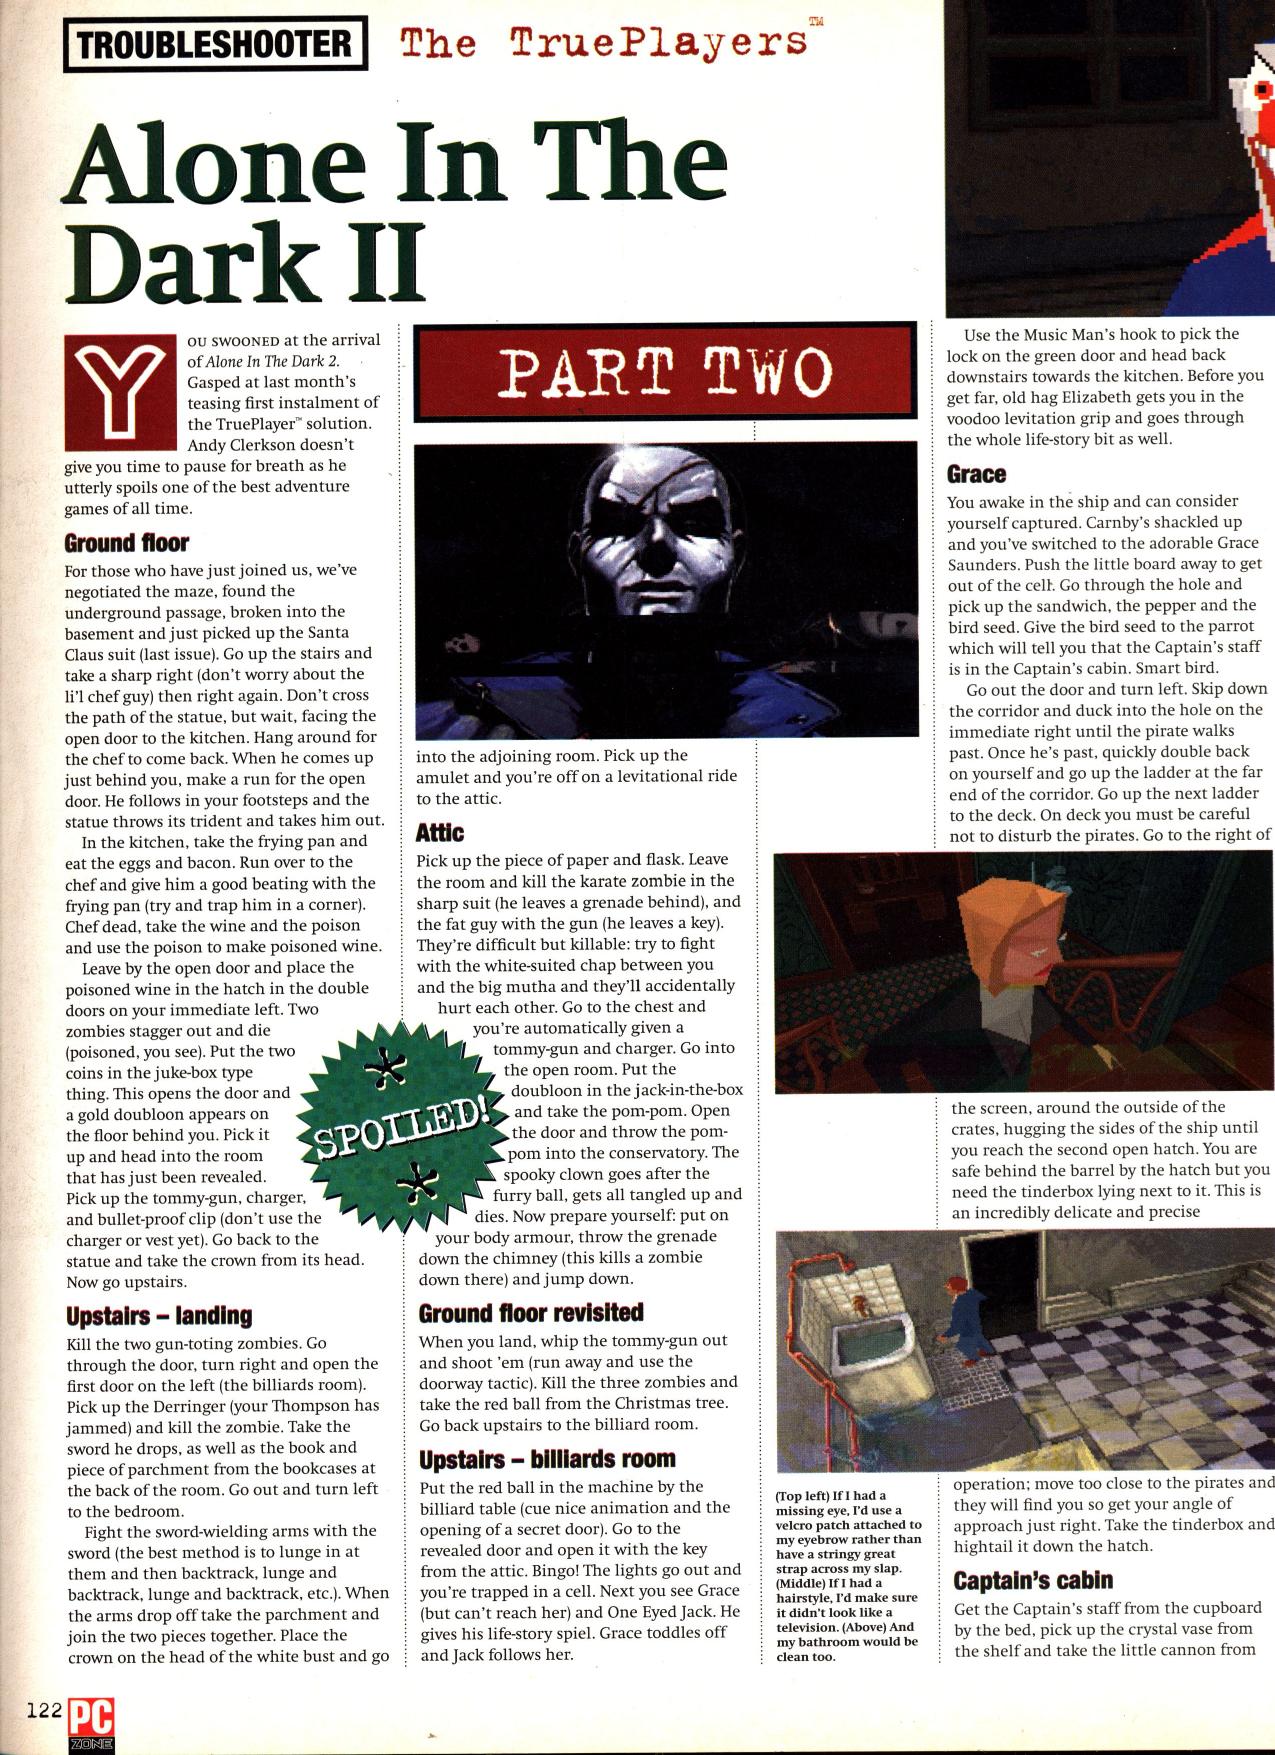 TROUBLESHOOTER
The TruePlayers™
Alone In The
Dark II
YOU SWOONED at the arrival
of Alone In The Dark 2.
Gasped at last month's
teasing first instalment of
the TruePlayer™ solution.
Andy Clerkson doesn't
give you time to pause for breath as he
utterly spoils one of the best adventure
games of all time.
Ground floor
For those who have just joined us, we've
negotiated the maze, found the
underground passage, broken into the
basement and just picked up the Santa
Claus suit (last issue). Go up the stairs and
take a sharp right (don't worry about the
li'l chef guy) then right again. Don't cross
the path of the statue, but wait, facing the
open door to the kitchen. Hang around for
the chef to come back. When he comes up
just behind you, make a run for the open
door. He follows in your footsteps and the
statue throws its trident and takes him out.
In the kitchen, take the frying pan and
eat the eggs and bacon. Run over to the
chef and give him a good beating with the
frying pan (try and trap him in a corner).
Chef dead, take the wine and the poison
and use the poison to make poisoned wine.
Leave by the open door and place the
poisoned wine in the hatch in the double
doors on your immediate left. Two
zombies stagger out and die
(poisoned, you see). Put the two
coins in the juke-box type
thing. This opens the door and
a gold doubloon appears on
the floor behind you. Pick it
up and head into the room
that has just been revealed.
Pick up the tommy-gun, charger,
and bullet-proof clip (don't use the
charger or vest yet). Go back to the
statue and take the crown from its head.
Now go upstairs.
Upstairs – landing
Kill the two gun-toting zombies. Go
through the door, turn right and open the
first door on the left (the billiards room).
Pick up the Derringer (your Thompson has
jammed) and kill the zombie. Take the
sword he drops, as well as the book and
piece of parchment from the bookcases at
the back of the room. Go out and turn left
to the bedroom.
Fight the sword-wielding arms with the
sword (the best method is to lunge in at
them and then backtrack, lunge and
backtrack, lunge and backtrack, etc.). When
the arms drop off take the parchment and
join the two pieces together. Place the
crown on the head of the white bust and go
PART TWO
into the adjoining room. Pick up the
amulet and you're off on a levitational ride
to the attic.
Attic
Pick up the piece of paper and flask. Leave
the room and kill the karate zombie in the
sharp suit (he leaves a grenade behind), and
the fat guy with the gun (he leaves a key).
They're difficult but killable: try to fight
with the white-suited chap between you
and the big mutha and they'll accidentally
hurt each other. Go to the chest and
you're automatically given a
tommy-gun and charger. Go into
the open room. Put the
doubloon in the jack-in-the-box
and take the pom-pom. Open
the door and throw the pom-
pom into the conservatory. The
spooky clown goes after the
furry ball, gets all tangled up and
dies. Now prepare yourself: put on
your body armour, throw the grenade
down the chimney (this kills a zombie
down there) and jump down.
SPOILED!
Ground floor revisited
When you land, whip the tommy-gun out
and shoot 'em (run away and use the
doorway tactic). Kill the three zombies and
take the red ball from the Christmas tree.
Go back upstairs to the billiard room.
Upstairs – billiards room
Put the red ball in the machine by the
billiard table (cue nice animation and the
opening of a secret door). Go to the
revealed door and open it with the key
from the attic. Bingo! The lights go out and
you're trapped in a cell. Next you see Grace
(but can't reach her) and One Eyed Jack. He
gives his life-story spiel. Grace toddles off
and Jack follows her.
Use the Music Man's hook to pick the
lock on the green door and head back
downstairs towards the kitchen. Before you
get far, old hag Elizabeth gets you in the
voodoo levitation grip and goes through
the whole life-story bit as well.
Grace
You awake in the ship and can consider
yourself captured. Carnby's shackled up
and you've switched to the adorable Grace
Saunders. Push the little board away to get
out of the cell. Go through the hole and
pick up the sandwich, the pepper and the
bird seed. Give the bird seed to the parrot
which will tell you that the Captain's staff
is in the Captain's cabin. Smart bird.
Go out the door and turn left. Skip down
the corridor and duck into the hole on the
immediate right until the pirate walks
past. Once he's past, quickly double back
on yourself and go up the ladder at the far
end of the corridor. Go up the next ladder
to the deck. On deck you must be careful
not to disturb the pirates. Go to the right of
the screen, around the outside of the
crates, hugging the sides of the ship until
you reach the second open hatch. You are
safe behind the barrel by the hatch but you
need the tinderbox lying next to it. This is
an incredibly delicate and precise
operation; move too close to the pirates and
they will find you so get your angle of
approach just right. Take the tinderbox and
hightail it down the hatch.
Captain's cabin
Get the Captain's staff from the cupboard
by the bed, pick up the crystal vase from
the shelf and take the little cannon from
(Top left) If I had a
missing eye, I'd use a
velcro patch attached to
my eyebrow rather than
have a stringy great
strap across my slap.
(Middle) If I had a
hairstyle, I'd make sure
it didn't look like a
television. (Above) And
my bathroom would be
clean too.
122
PC
ZONE